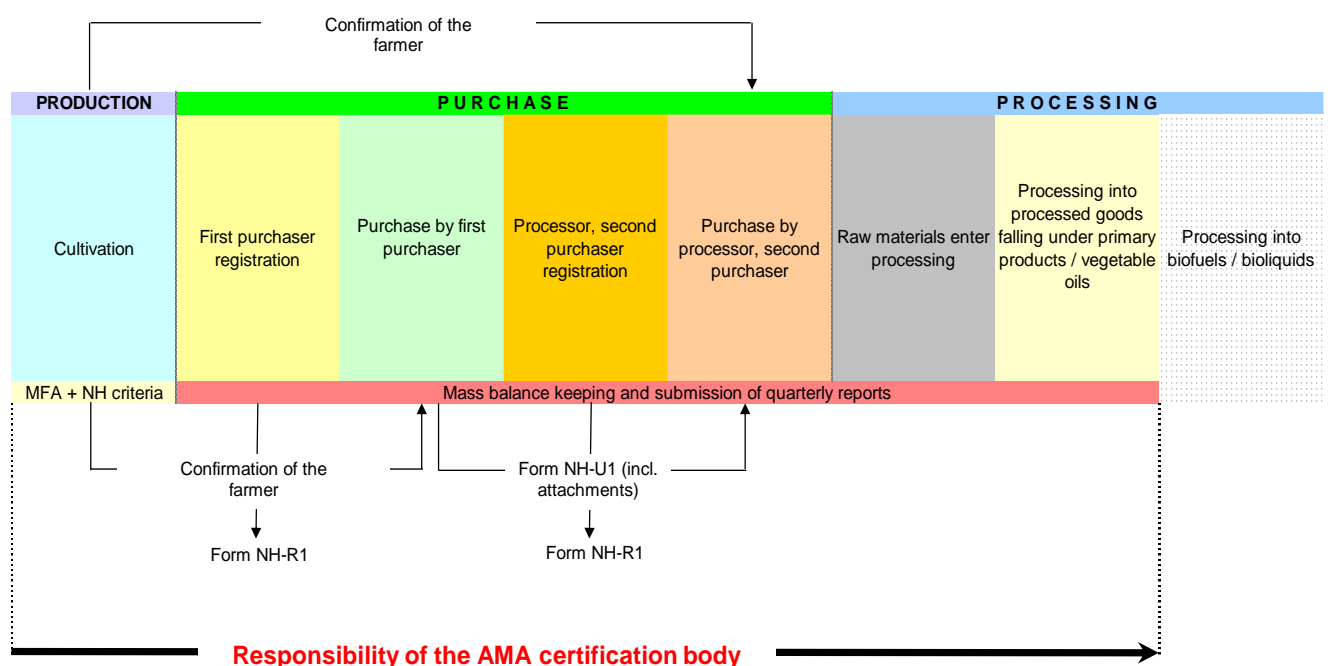 Confirmation of the
farmer
PRODUCTION
P U R C H A S E
P R O C E S S I N G
Cultivation
First purchaser
registration
Purchase by first
purchaser
Processor, second
purchaser
registration
Purchase by
processor, second
purchaser
Raw materials enter
processing
Processing into
processed goods
falling under primary
products / vegetable
oils
Processing into
biofuels / bioliquids
MFA + NH criteria
Mass balance keeping and submission of quarterly reports
Confirmation of the
farmer
Form NH-U1 (incl.
attachments)
Form NH-R1
Form NH-R1
Responsibility of the AMA certification body